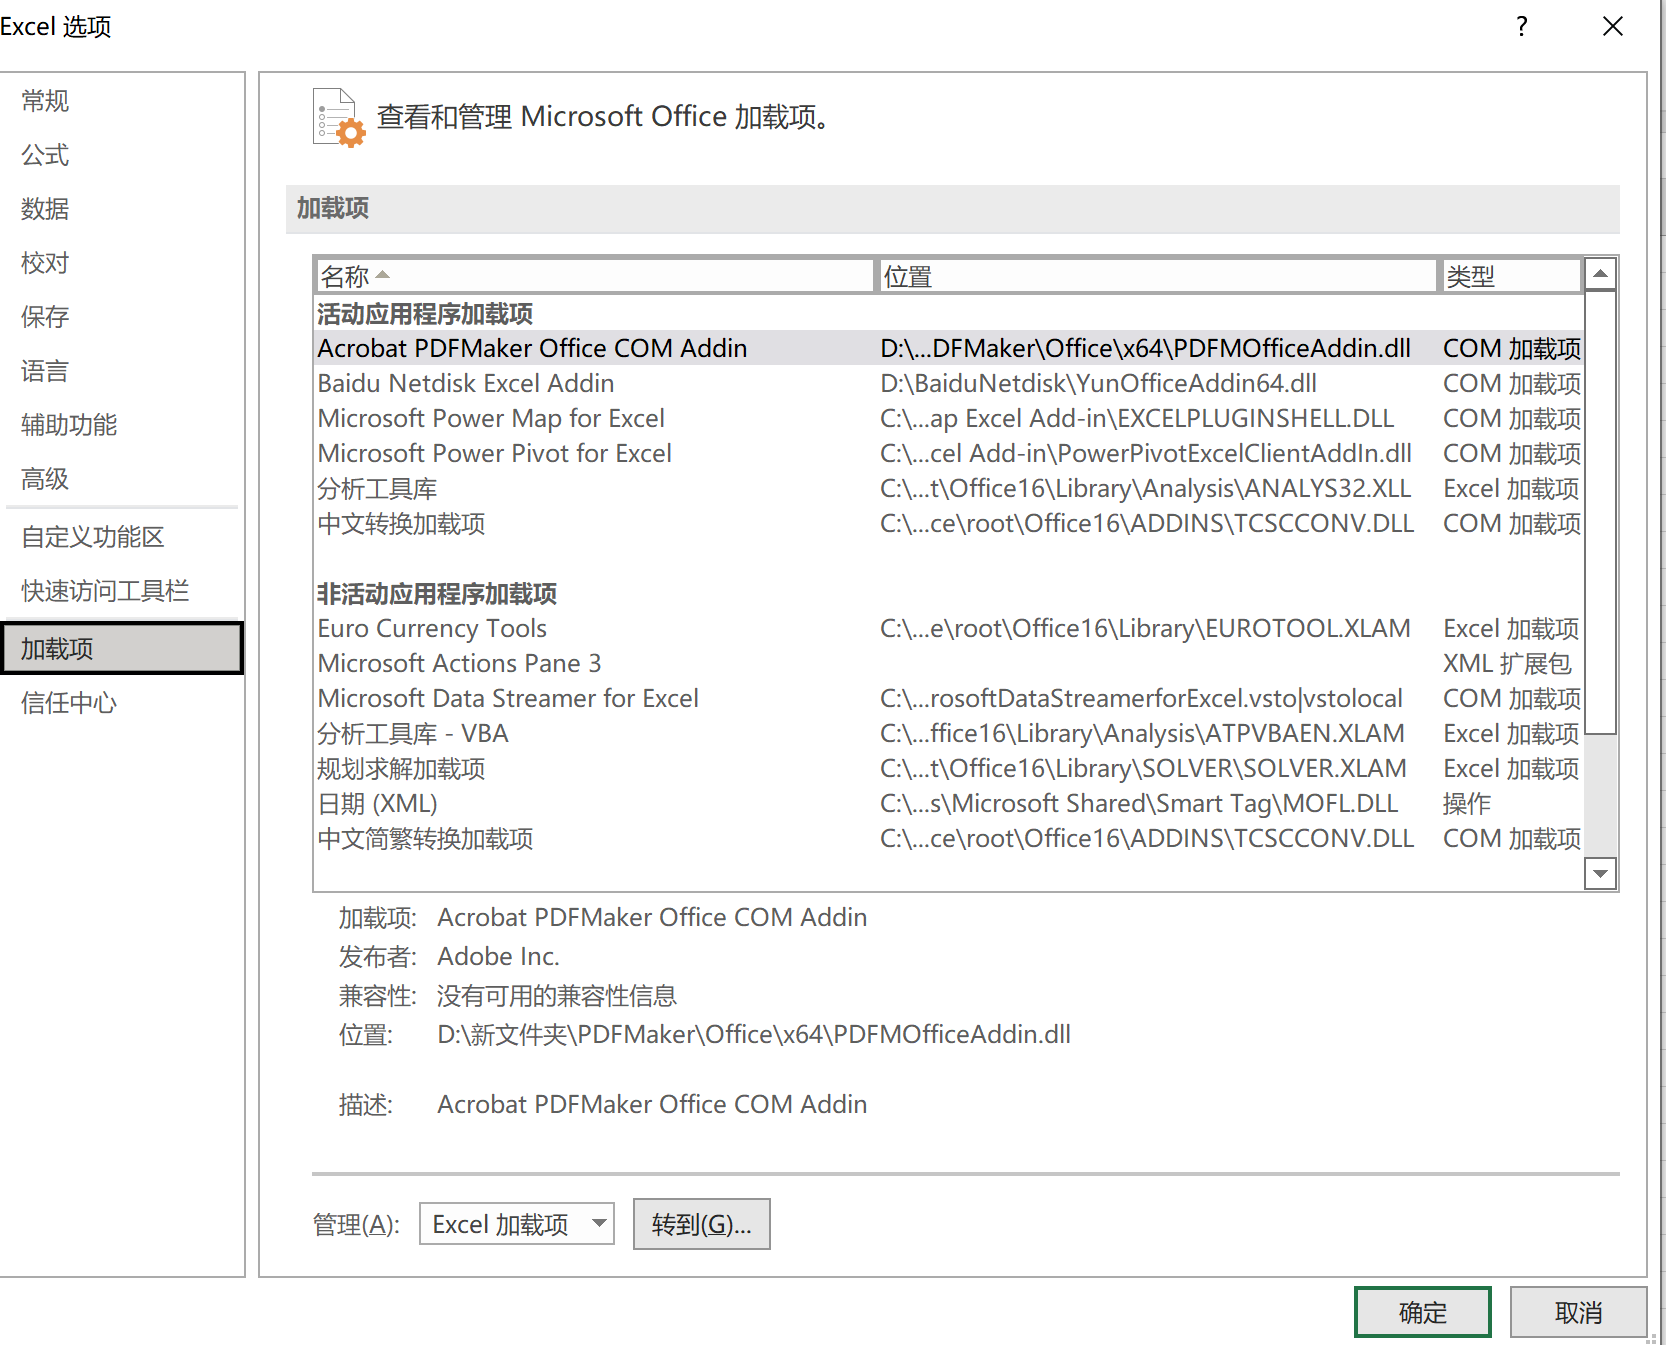 Excel 选项
?
常规
公式
数据
校对
保存
语言
辅助功能
高级
自定义功能区
快速访问工具栏
加载项
信任中心
查看和管理 Microsoft Office 加载项。
加载项
名称 位置 类型
活动应用程序加载项
Acrobat PDFMaker Office COM Addin D:\...DFMaker\Office\x64\PDFMOfficeAddin.dll COM 加载项
Baidu Netdisk Excel Addin D:\BaiduNetdisk\YunOfficeAddin64.dll COM 加载项
Microsoft Power Map for Excel C:\...ap Excel Add-in\EXCELPLUGINSHELL.DLL COM 加载项
Microsoft Power Pivot for Excel C:\...cel Add-in\PowerPivotExcelClientAddIn.dll COM 加载项
分析工具库 C:\...t\Office16\Library\Analysis\ANALYS32.XLL Excel 加载项
中文转换加载项 C:\...ce\root\Office16\ADDINS\TCSCCONV.DLL COM 加载项
非活动应用程序加载项
Euro Currency Tools C:\...e\root\Office16\Library\EUROTOOL.XLAM Excel 加载项
Microsoft Actions Pane 3 XML 扩展包
Microsoft Data Streamer for Excel C:\...rosoftDataStreamerforExcel.vsto|vstolocal COM 加载项
分析工具库 - VBA C:\...ffice16\Library\Analysis\ATPVBAEN.XLAM Excel 加载项
规划求解加载项 C:\...t\Office16\Library\SOLVER\SOLVER.XLAM Excel 加载项
日期 (XML) C:\...s\Microsoft Shared\Smart Tag\MOFL.DLL 操作
中文简繁转换加载项 C:\...ce\root\Office16\ADDINS\TCSCCONV.DLL COM 加载项
加载项: Acrobat PDFMaker Office COM Addin
发布者: Adobe Inc.
兼容性: 没有可用的兼容性信息
位置: D:\新文件夹\PDFMaker\Office\x64\PDFMOfficeAddin.dll
描述: Acrobat PDFMaker Office COM Addin
管理(A): Excel 加载项 转到(G)...
确定 取消